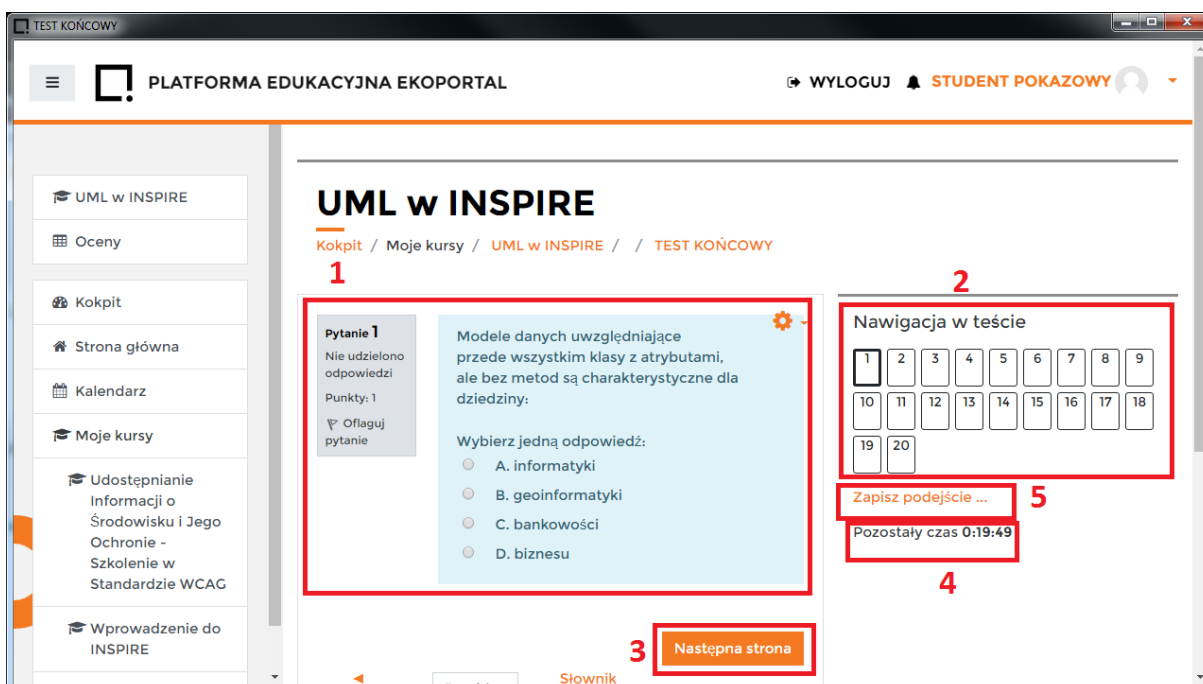 TEST KOŃCOWY
PLATFORMA EDUKACYJNA EKOPORTAL
WYLOGUJ
STUDENT POKAZOWY
UML w INSPIRE
Oceny
Kokpit
Strona główna
Kalendarz
Moje kursy
Udostępnianie
Informacji o
Środowisku i Jego
Ochronie -
Szkolenie w
Standardzie WCAG
Wprowadzenie do
INSPIRE
UML w INSPIRE
Kokpit / Moje kursy / UML w INSPIRE / / TEST KOŃCOWY
1
Pytanie 1
Nie udzielono
odpowiedzi
Punkty: 1
Oflaguj
pytanie
Modele danych uwzględniające
przede wszystkim klasy z atrybutami,
ale bez metod są charakterystyczne dla
dziedziny:
Wybierz jedną odpowiedź:
A. informatyki
B. geoinformatyki
C. bankowości
D. biznesu
3
Następna strona
Słownik
2
Nawigacja w teście
1 2 3 4 5 6 7 8 9
10 11 12 13 14 15 16 17 18
19 20
Zapisz podejście ...
5
Pozostały czas 0:19:49
4